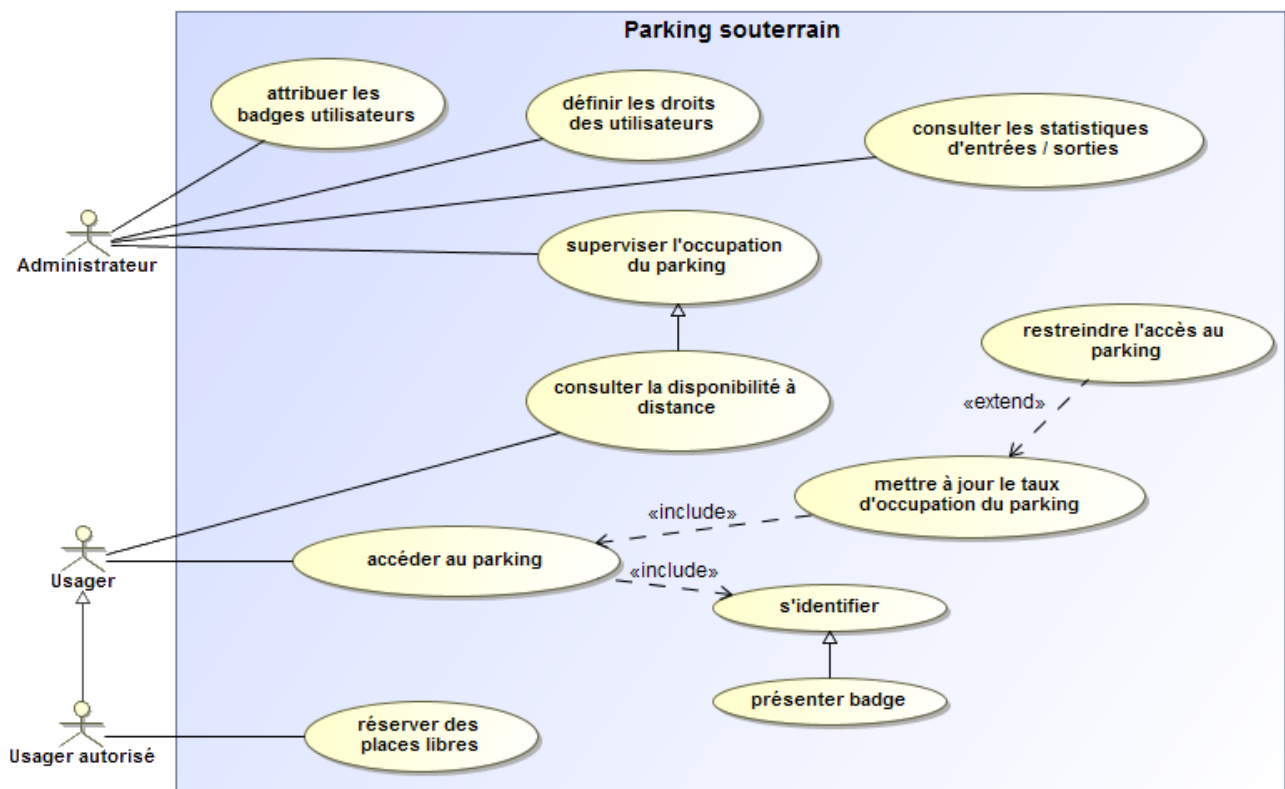 Parking souterrain
attribuer les
badges utilisateurs
définir les droits
des utilisateurs
consulter les statistiques
d'entrées / sorties
Administrateur
superviser l'occupation
du parking
restreindre l'accès au
parking
consulter la disponibilité à
distance
«extend»
mettre à jour le taux
d'occupation du parking
«include»
Usager
accéder au parking
«include»
s'identifier
présenter badge
Usager autorisé
réserver des
places libres